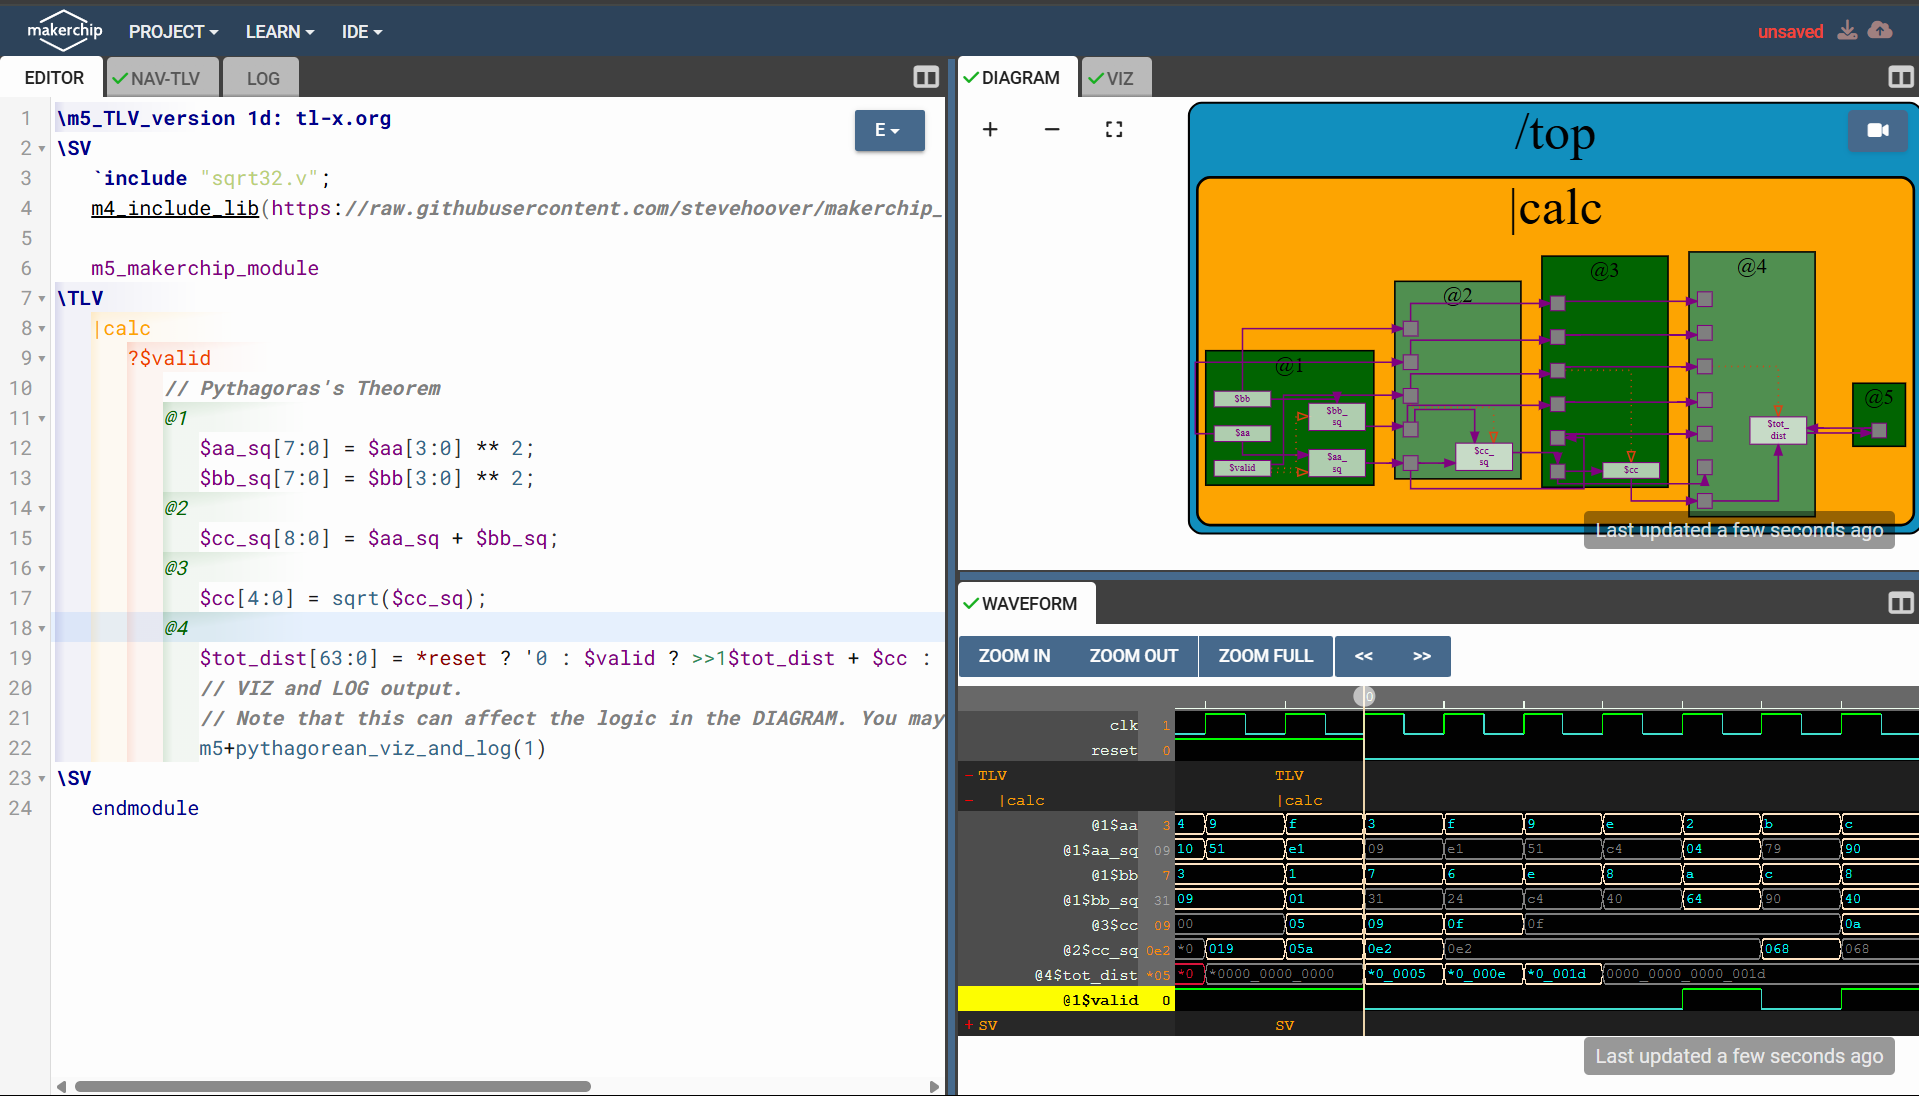 makerchip PROJECT LEARN IDE unsaved
EDITOR NAV-TLV LOG
1 \m5_TLV_version 1d: tl-x.org
2 \SV
3 `include "sqrt32.v";
4 m4_include_lib(https://raw.githubusercontent.com/stevehoover/makerchip_
5
6 m5_makerchip_module
7 \TLV
8 |calc
9 ?$valid
10 // Pythagoras's Theorem
11 @1
12 $aa_sq[7:0] = $aa[3:0] ** 2;
13 $bb_sq[7:0] = $bb[3:0] ** 2;
14 @2
15 $cc_sq[8:0] = $aa_sq + $bb_sq;
16 @3
17 $cc[4:0] = sqrt($cc_sq);
18 @4
19 $tot_dist[63:0] = *reset ? '0 : $valid ? >>1$tot_dist + $cc :
20 // VIZ and LOG output.
21 // Note that this can affect the logic in the DIAGRAM. You may
22 m5+pythagorean_viz_and_log(1)
23 \SV
24 endmodule
E
DIAGRAM VIZ
+ −
/top
|calc
@1
$bb
$aa
$valid
$bb_
sq
$aa_
sq
@2
$cc_
sq
@3
$cc
@4
$tot_
dist
@5
Last updated a few seconds ago
WAVEFORM
ZOOM IN ZOOM OUT ZOOM FULL << >>
0
clk 1
reset 0
- TLV TLV
- |calc |calc
@1$aa 3 4 9 f 3 f 9 e 2 b c
@1$aa_sq 09 10 51 e1 09 e1 51 c4 04 79 90
@1$bb 7 3 1 7 6 e 8 a c 8
@1$bb_sq 31 09 01 31 24 c4 40 64 90 40
@3$cc 09 00 05 09 0f 0f 0a
@2$cc_sq 0e2 *0 019 05a 0e2 0e2 068 068
@4$tot_dist *05 *0 *0000_0000_0000 *0_0005 *0_000e *0_001d 0000_0000_0000_001d
@1$valid 0
+ SV SV
Last updated a few seconds ago